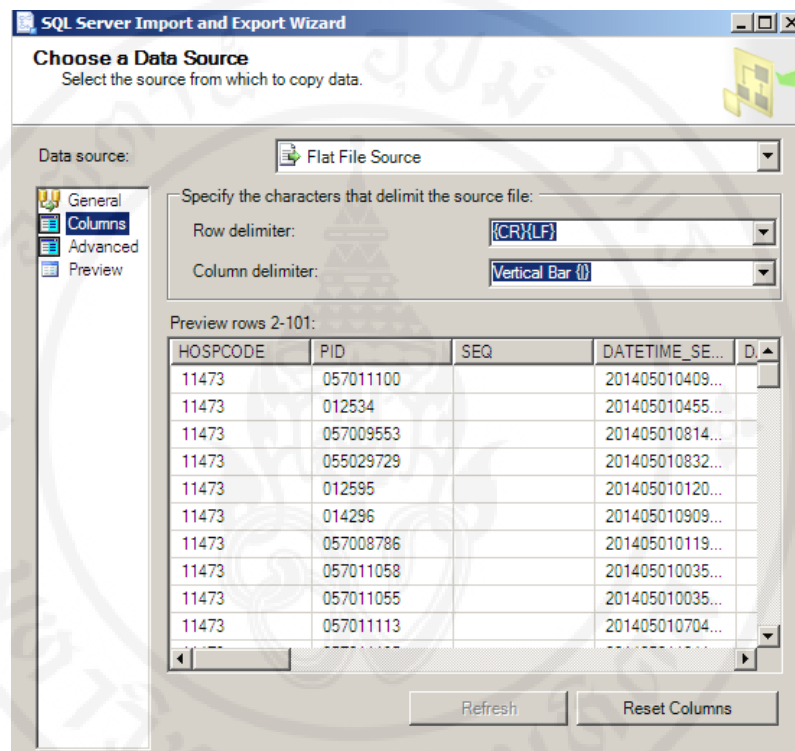 SQL Server Import and Export Wizard
Choose a Data Source
Select the source from which to copy data.
Data source: Flat File Source
General
Columns
Advanced
Preview
Specify the characters that delimit the source file:
Row delimiter: {CR}{LF}
Column delimiter: Vertical Bar {|}
Preview rows 2-101:
HOSPCODE PID SEQ DATETIME_SE... D.
11473 057011100 201405010409...
11473 012534 201405010455...
11473 057009553 201405010814...
11473 055029729 201405010832...
11473 012595 201405010120...
11473 014296 201405010909...
11473 057008786 201405010119...
11473 057011058 201405010035...
11473 057011055 201405010035...
11473 057011113 201405010704...
Refresh Reset Columns